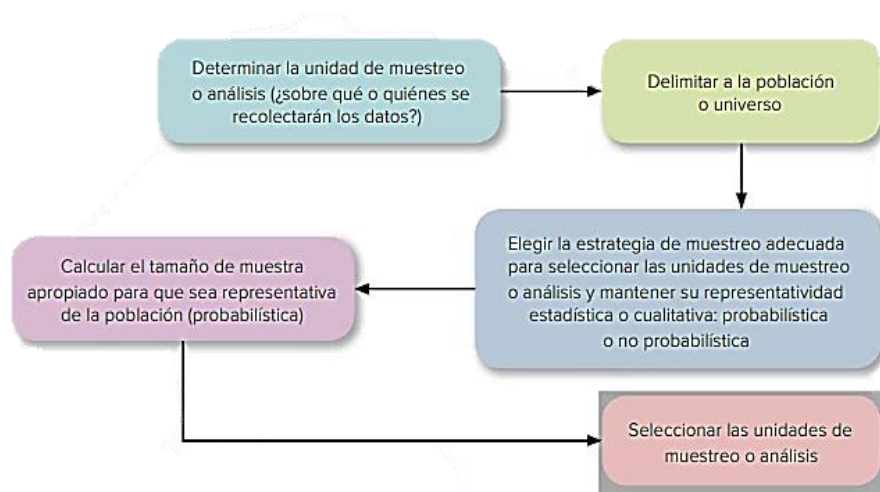 Determinar la unidad de muestreo
o análisis (¿sobre qué o quiénes se
recolectarán los datos?)
Delimitar a la población
o universo
Elegir la estrategia de muestreo adecuada
para seleccionar las unidades de muestreo
o análisis y mantener su representatividad
estadística o cualitativa: probabilística
o no probabilística
Calcular el tamaño de muestra
apropiado para que sea representativa
de la población (probabilística)
Seleccionar las unidades de
muestreo o análisis